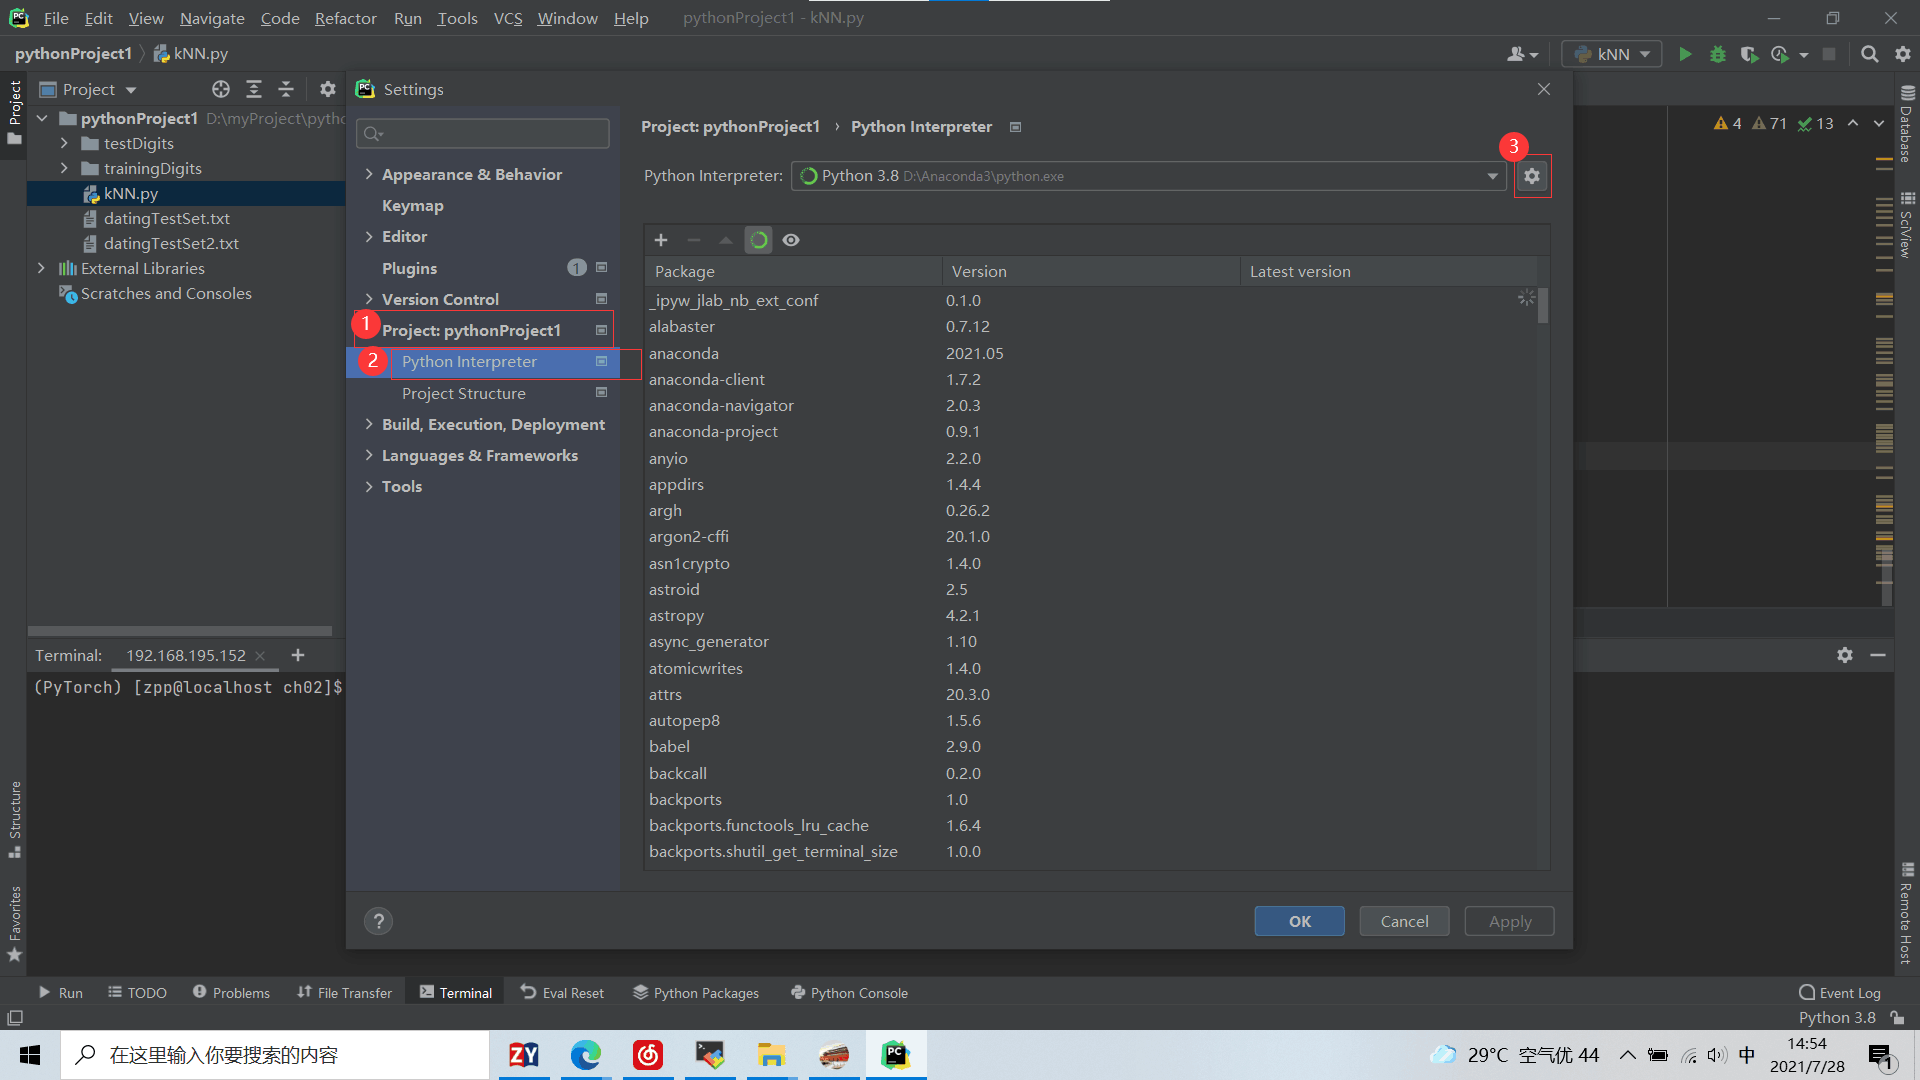 File Edit View Navigate Code Refactor Run Tools VCS Window Help pythonProject1 - kNN.py
pythonProject1 kNN.py
kNN
Project
Project
pythonProject1 D:\myProject\pytho
testDigits
trainingDigits
kNN.py
datingTestSet.txt
datingTestSet2.txt
External Libraries
Scratches and Consoles
Settings
Appearance & Behavior
Keymap
Editor
Plugins 1
Version Control
1 Project: pythonProject1
2 Python Interpreter
Project Structure
Build, Execution, Deployment
Languages & Frameworks
Tools
Project: pythonProject1 › Python Interpreter
3
Python Interpreter: Python 3.8 D:\Anaconda3\python.exe
Package Version Latest version
_ipyw_jlab_nb_ext_conf 0.1.0
alabaster 0.7.12
anaconda 2021.05
anaconda-client 1.7.2
anaconda-navigator 2.0.3
anaconda-project 0.9.1
anyio 2.2.0
appdirs 1.4.4
argh 0.26.2
argon2-cffi 20.1.0
asn1crypto 1.4.0
astroid 2.5
astropy 4.2.1
async_generator 1.10
atomicwrites 1.4.0
attrs 20.3.0
autopep8 1.5.6
babel 2.9.0
backcall 0.2.0
backports 1.0
backports.functools_lru_cache 1.6.4
backports.shutil_get_terminal_size 1.0.0
? OK Cancel Apply
4 71 13
Database
SciView
Remote Host
Terminal: 192.168.195.152
(PyTorch) [zpp@localhost ch02]$
Structure
Favorites
Run TODO Problems File Transfer Terminal Eval Reset Python Packages Python Console Event Log
Python 3.8
在这里输入你要搜索的内容
ZY
PC
29°C 空气优 44
中
14:54
2021/7/28
1